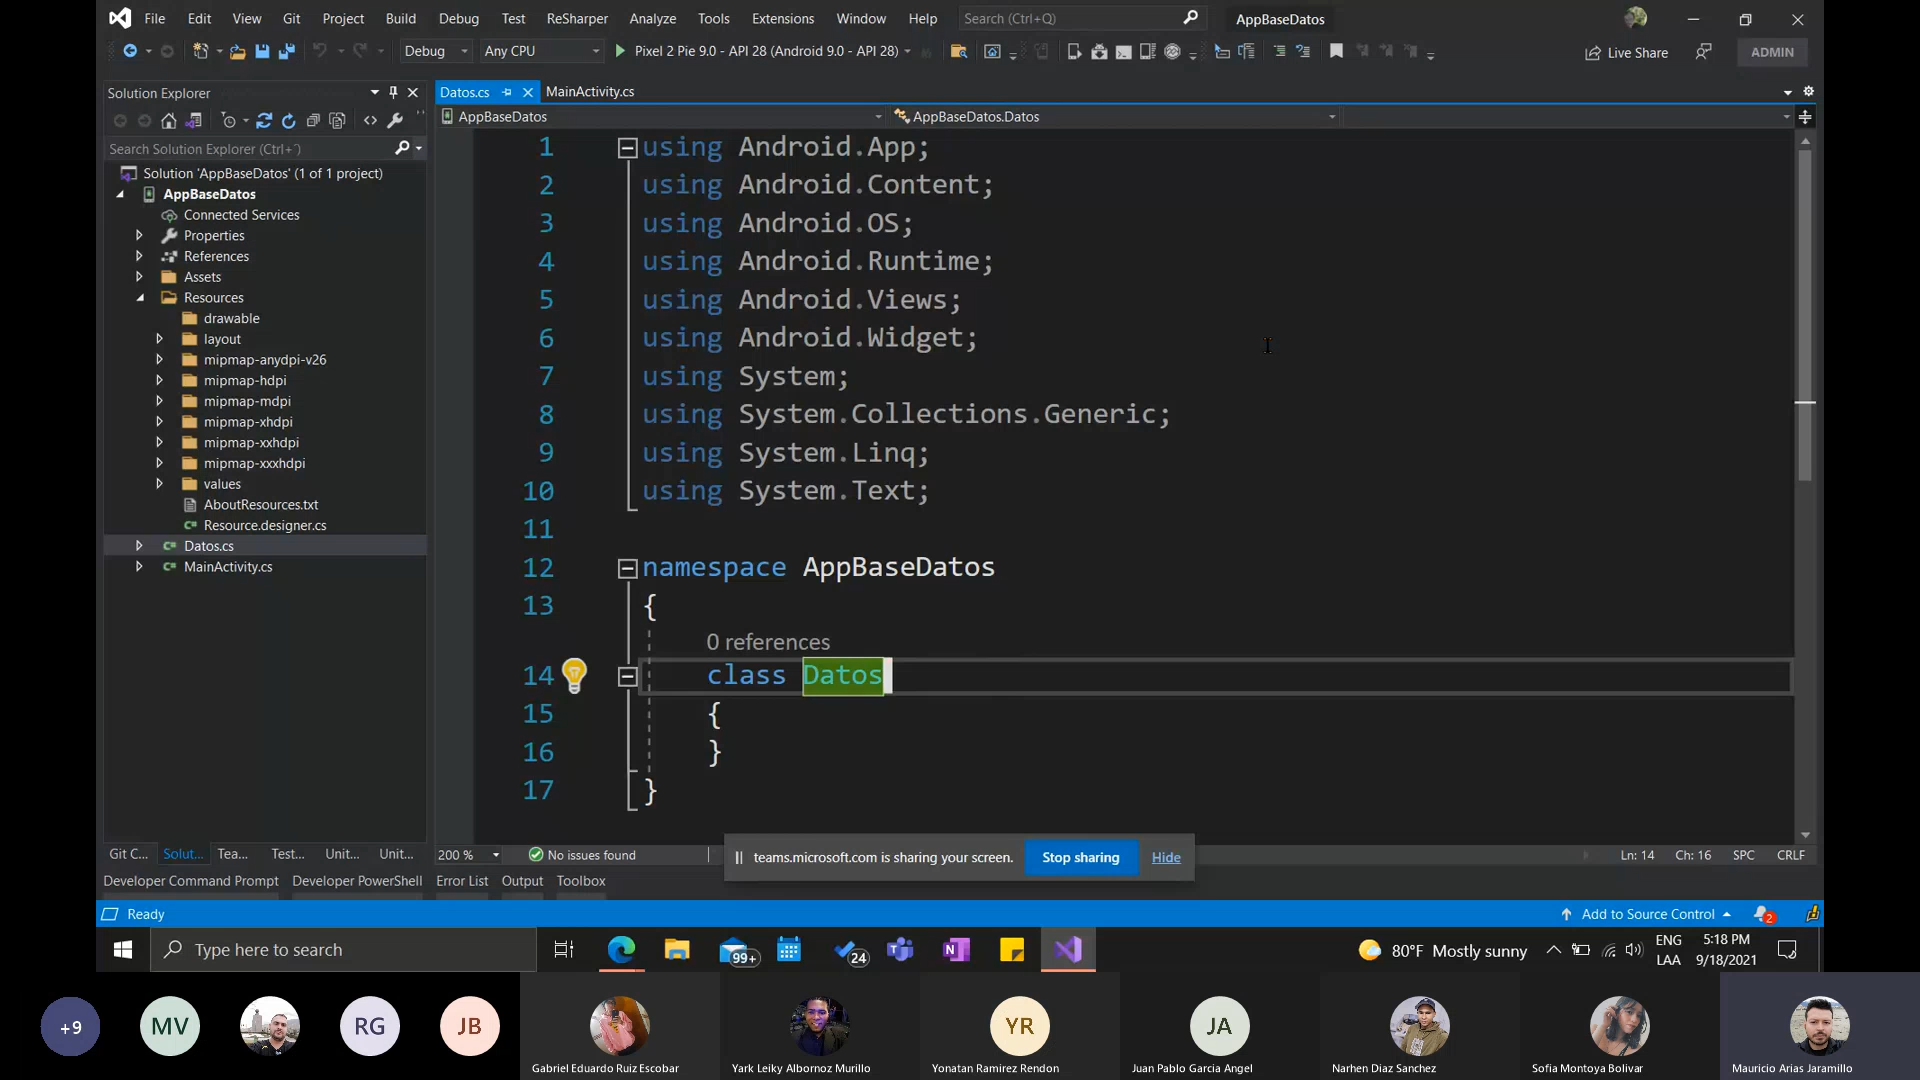 File Edit View Git Project Build Debug Test ReSharper Analyze Tools Extensions Window Help Search (Ctrl+Q) AppBaseDatos
Debug Any CPU Pixel 2 Pie 9.0 - API 28 (Android 9.0 - API 28) Live Share ADMIN
Solution Explorer
Search Solution Explorer (Ctrl+¨)
Solution 'AppBaseDatos' (1 of 1 project)
AppBaseDatos
Connected Services
Properties
References
Assets
Resources
drawable
layout
mipmap-anydpi-v26
mipmap-hdpi
mipmap-mdpi
mipmap-xhdpi
mipmap-xxhdpi
mipmap-xxxhdpi
values
AboutResources.txt
Resource.designer.cs
Datos.cs
MainActivity.cs
Git C... Solut... Tea... Test... Unit... Unit...
Datos.cs MainActivity.cs
AppBaseDatos AppBaseDatos.Datos
1 using Android.App;
2 using Android.Content;
3 using Android.OS;
4 using Android.Runtime;
5 using Android.Views;
6 using Android.Widget;
7 using System;
8 using System.Collections.Generic;
9 using System.Linq;
10 using System.Text;
11
12 namespace AppBaseDatos
13 {
0 references
14 class Datos
15 {
16 }
17 }
200 % No issues found Ln: 14 Ch: 16 SPC CRLF
teams.microsoft.com is sharing your screen. Stop sharing Hide
Developer Command Prompt Developer PowerShell Error List Output Toolbox
Ready Add to Source Control 2
Type here to search 99+ 24 80°F Mostly sunny ENG LAA 5:18 PM 9/18/2021
+9 MV RG JB YR JA
Gabriel Eduardo Ruiz Escobar Yark Leiky Albornoz Murillo Yonatan Ramirez Rendon Juan Pablo Garcia Angel Narhen Diaz Sanchez Sofia Montoya Bolivar Mauricio Arias Jaramillo